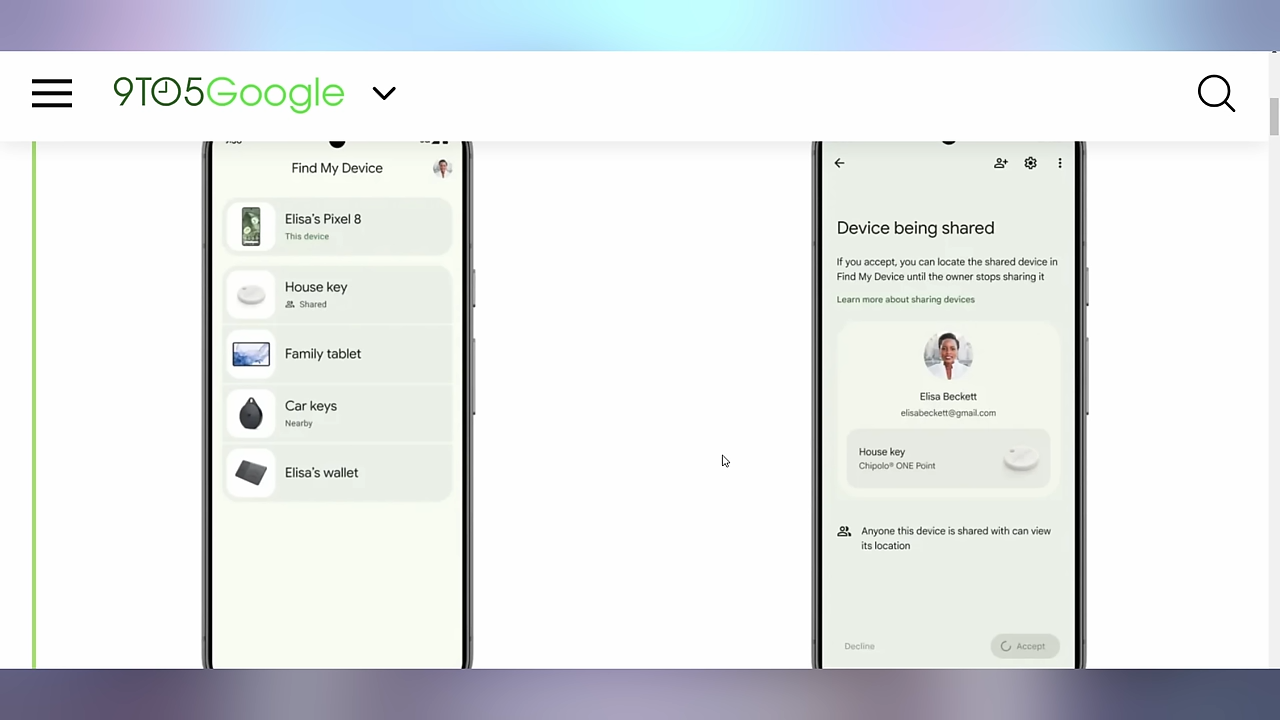 9TO5Google
Find My Device
Elisa's Pixel 8
This device
House key
Shared
Family tablet
Car keys
Nearby
Elisa's wallet
Device being shared
If you accept, you can locate the shared device in
Find My Device until the owner stops sharing it
Learn more about sharing devices
Elisa Beckett
elisabeckett@gmail.com
House key
Chipolo® ONE Point
Anyone this device is shared with can view
its location
Decline
Accept